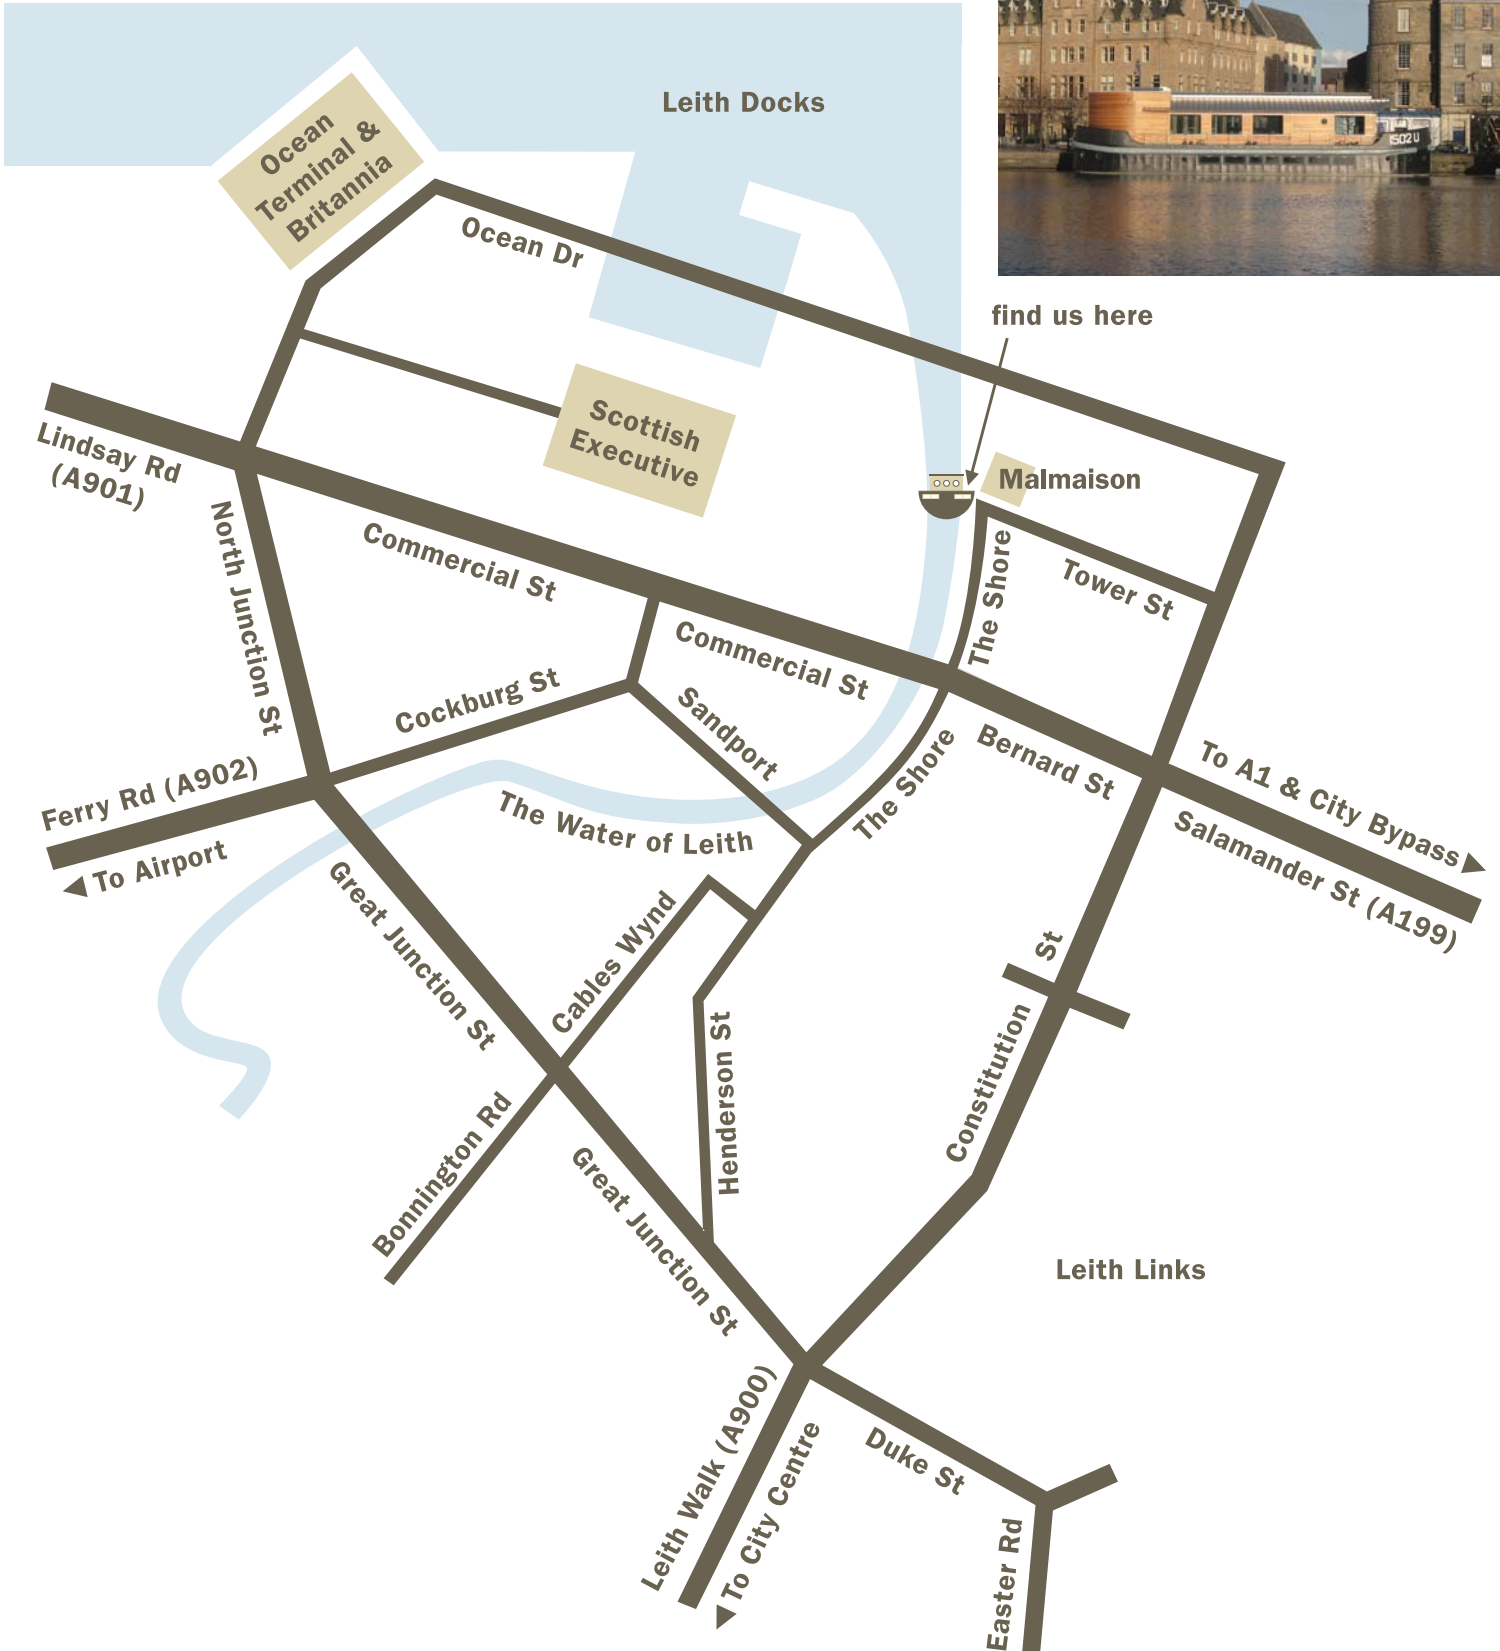 Leith Docks
1502 U
Ocean
Terminal &
Britannia
Ocean Dr
find us here
Scottish
Executive
Lindsay Rd
(A901)
Malmaison
North Junction St
Commercial St
The Shore
Tower St
Commercial St
Cockburg St
Sandport
The Shore
Bernard St
To A1 & City Bypass
Ferry Rd (A902)
To Airport
The Water of Leith
Salamander St (A199)
Great Junction St
Cables Wynd
Constitution St
Henderson St
Bonnington Rd
Great Junction St
Leith Links
Leith Walk (A900)
To City Centre
Duke St
Easter Rd